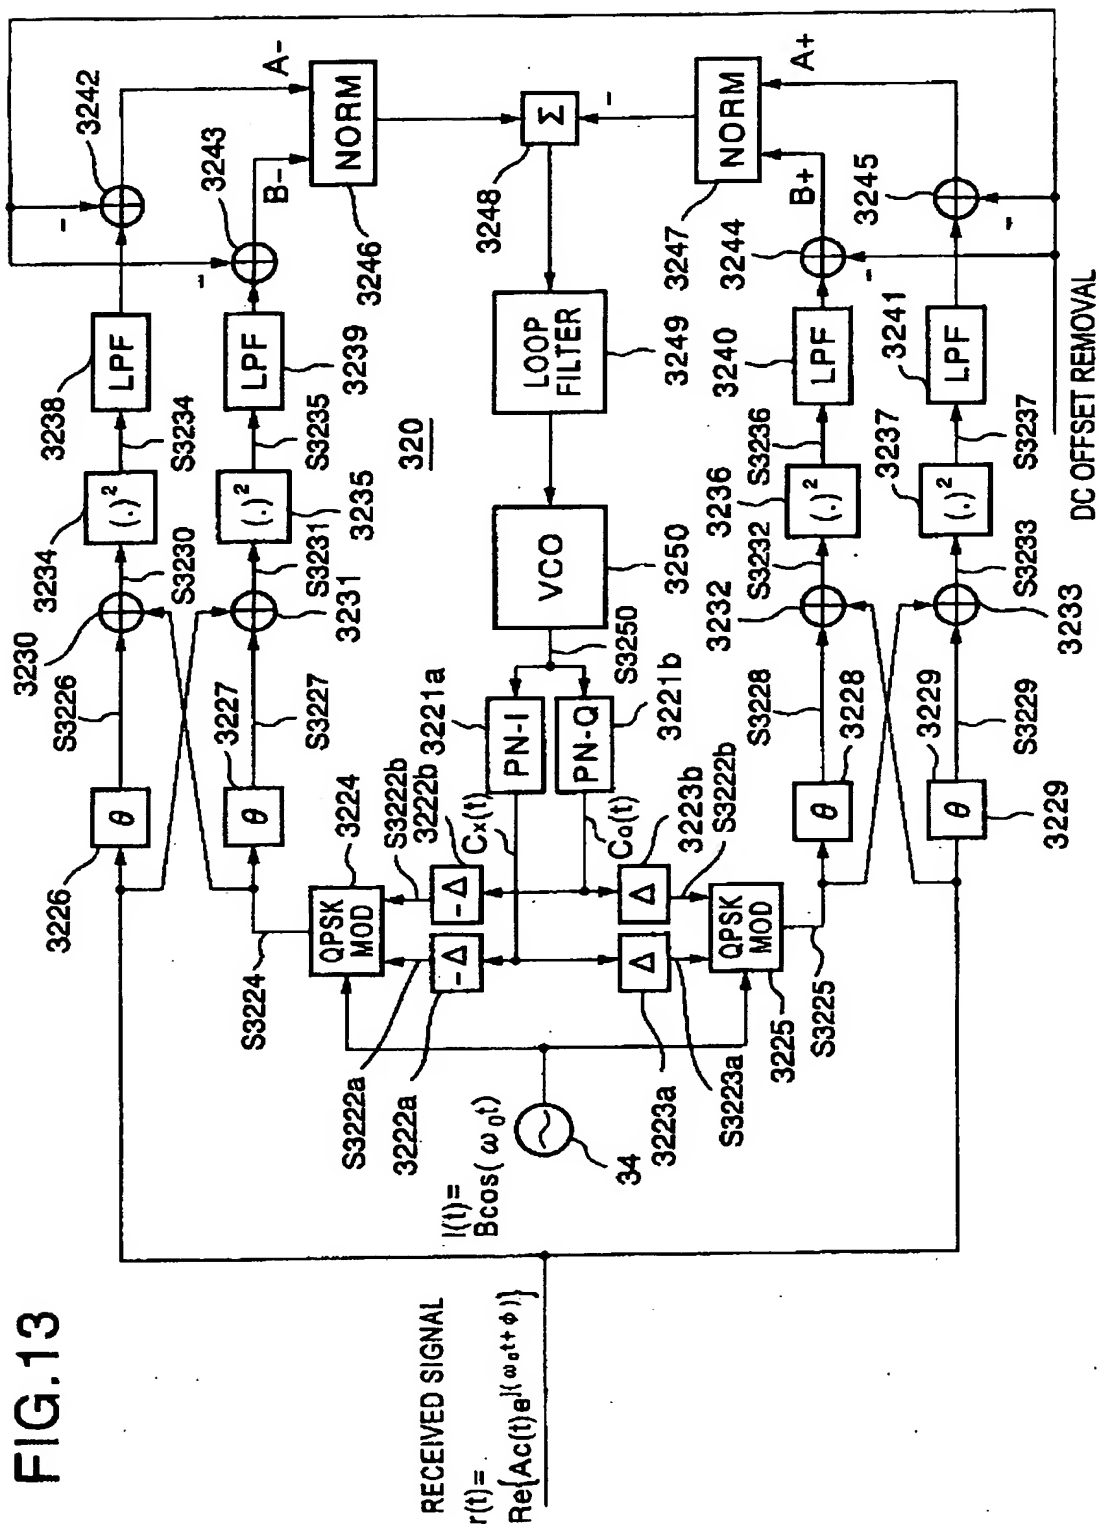 FIG.13
RECEIVED SIGNAL
r(t)=
Re{Ac(t)e^j(ω₀t+φ)}
l(t)=
Bcos(ω₀t)
34
3226
θ
S3226
3230
S3230
3234
(.)²
S3234
3238
LPF
-
3242
A-
S3224
θ
3227
S3227
3231
S3231
(.)²
3235
S3235
LPF
3239
-
3243
B-
NORM
3246
QPSK
MOD
3224
S3222a
3222a
-Δ
S3222b
3222b
-Δ
Cx(t)
3221a
PN-I
320
Σ
3248
-
LOOP
FILTER
3249
VCO
3250
S3250
PN-Q
3221b
CQ(t)
Δ
3223a
S3223a
Δ
3223b
S3222b
QPSK
MOD
3225
S3225
θ
3228
S3228
3232
S3232
(.)²
3236
S3236
LPF
3240
-
3244
B+
NORM
3247
θ
3229
3229
S3229
3233
S3233
(.)²
3237
S3237
LPF
3241
-
3245
A+
DC OFFSET REMOVAL